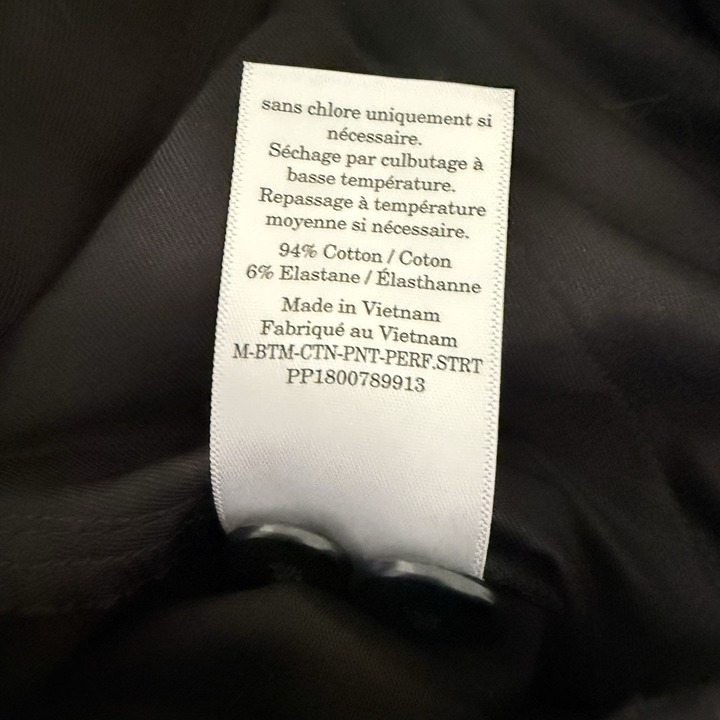 sans chlore uniquement si
nécessaire.
Séchage par culbutage à
basse température.
Repassage à température
moyenne si nécessaire.
94% Cotton / Coton
6% Elastane / Élasthanne
Made in Vietnam
Fabriqué au Vietnam
M-BTM-CTN-PNT-PERF.STRT
PP1800789913